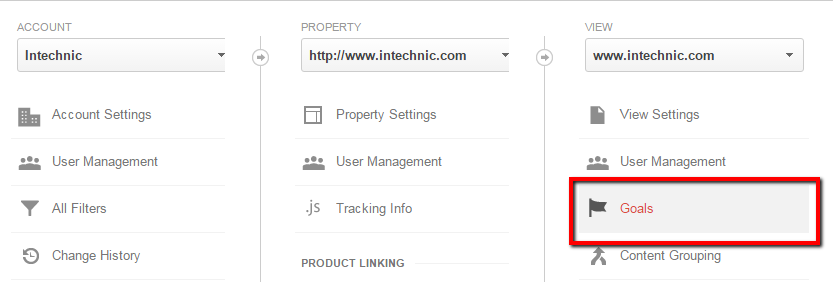 ACCOUNT
Intechnic
Account Settings
User Management
All Filters
Change History
PROPERTY
http://www.intechnic.com
Property Settings
User Management
.js Tracking Info
PRODUCT LINKING
VIEW
www.intechnic.com
View Settings
User Management
Goals
Content Grouping